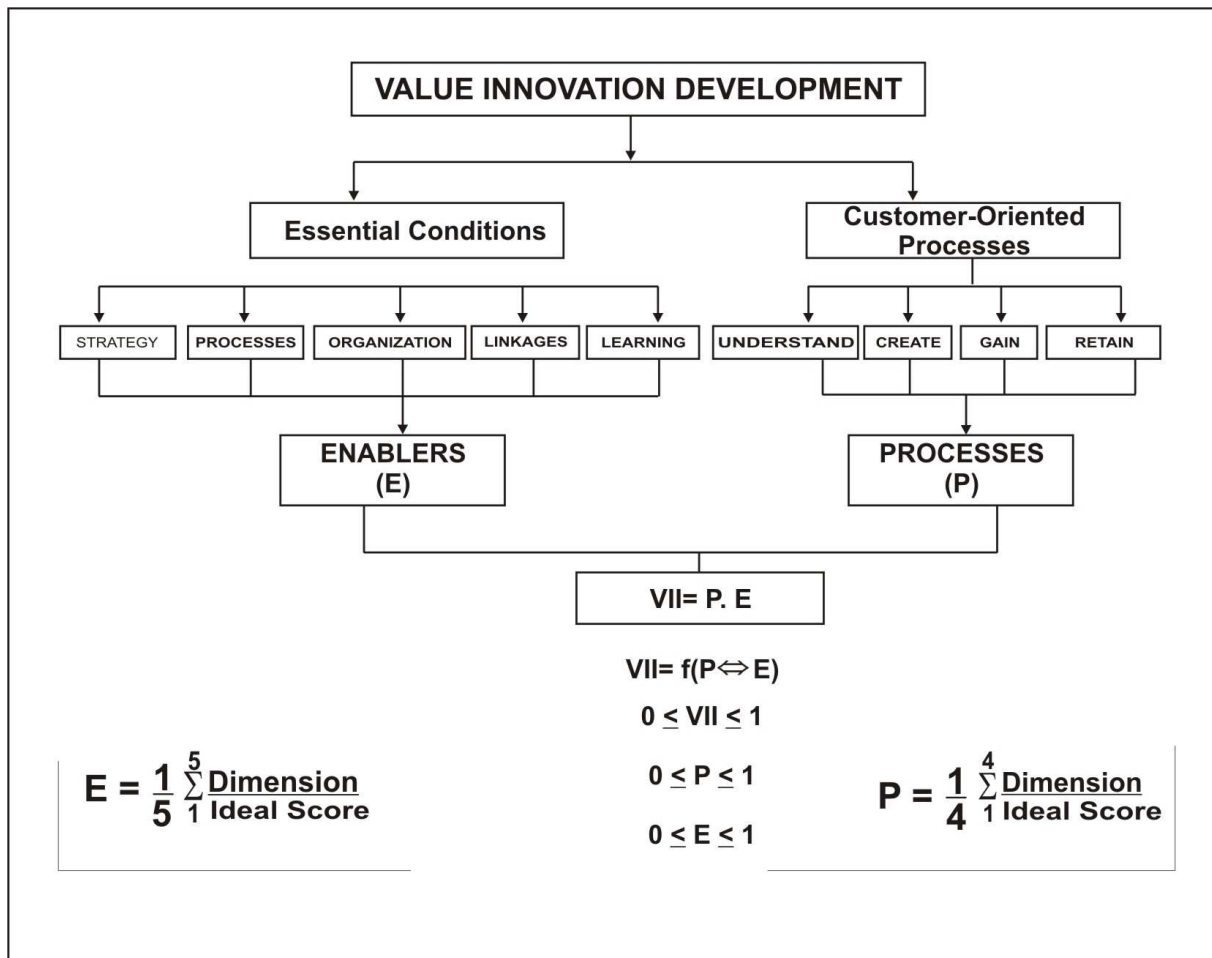 VALUE INNOVATION DEVELOPMENT
Essential Conditions
Customer-Oriented
Processes
STRATEGY
PROCESSES
ORGANIZATION
LINKAGES
LEARNING
UNDERSTAND
CREATE
GAIN
RETAIN
ENABLERS
(E)
PROCESSES
(P)
VII= P. E
VII= f(P⇔E)
0 ≤ VII ≤ 1
0 ≤ P ≤ 1
0 ≤ E ≤ 1
E = 1/5 5 Σ 1 Dimension/Ideal Score
P = 1/4 4 Σ 1 Dimension/Ideal Score